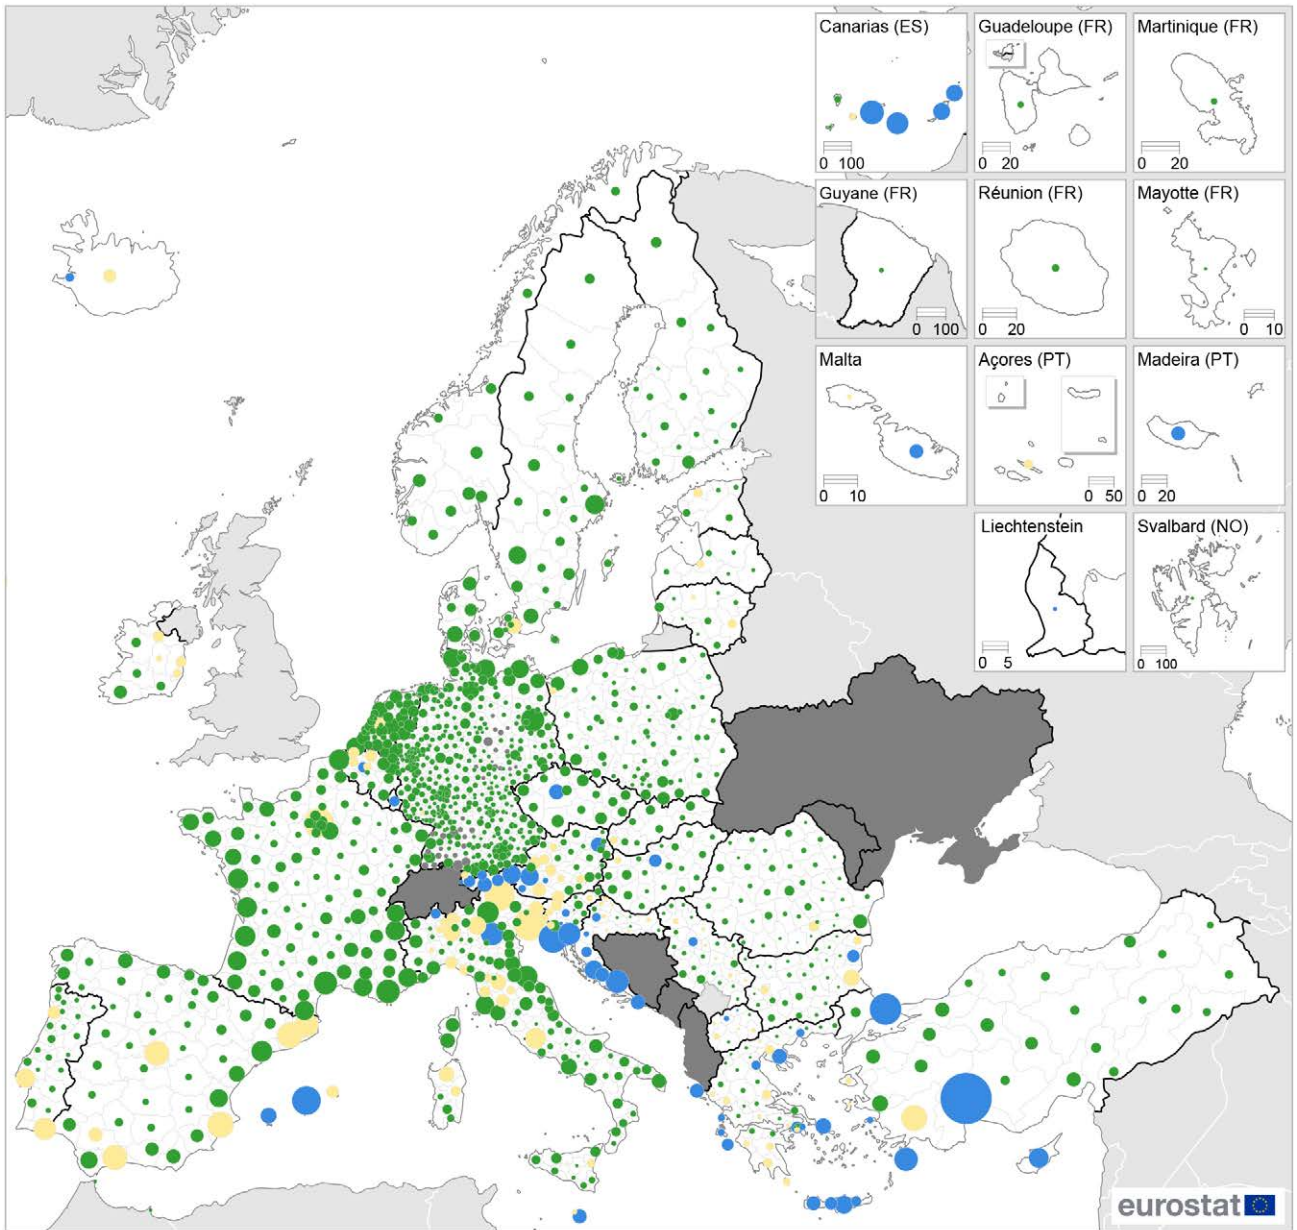 Canarias (ES)
0 100
Guadeloupe (FR)
0 20
Martinique (FR)
0 20
Guyane (FR)
0 100
Réunion (FR)
0 20
Mayotte (FR)
0 10
Malta
0 10
Açores (PT)
0 50
Madeira (PT)
0 20
Liechtenstein
0 5
Svalbard (NO)
0 100
eurostat